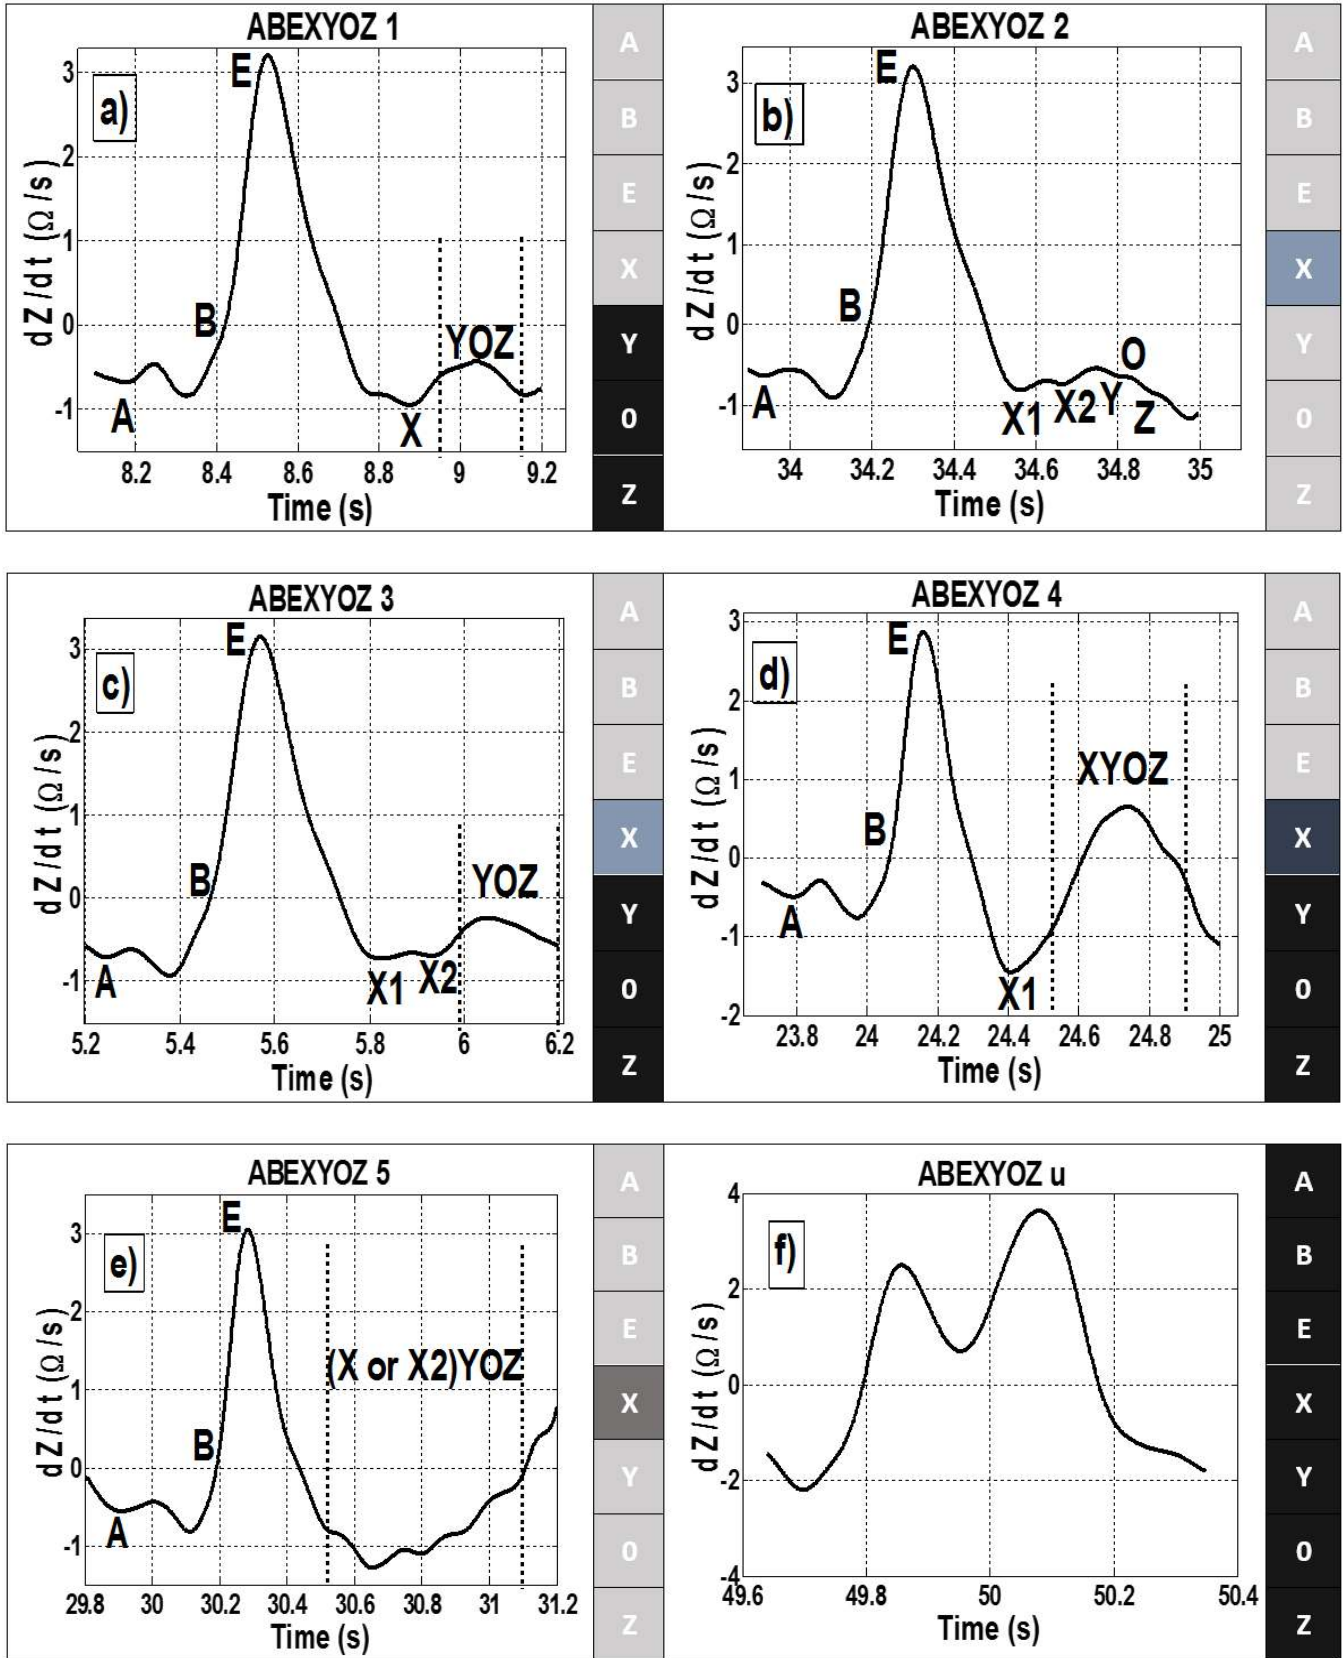 ABEXYOZ 1
a)
dZ/dt (Ω/s)
3
2
1
0
-1
E
B
A
X
YOZ
8.2 8.4 8.6 8.8 9 9.2
Time (s)
A
B
E
X
Y
0
Z
ABEXYOZ 2
b)
dZ/dt (Ω/s)
3
2
1
0
-1
E
B
A
X1
X2
Y
O
Z
34 34.2 34.4 34.6 34.8 35
Time (s)
A
B
E
X
Y
0
Z
ABEXYOZ 3
c)
dZ/dt (Ω/s)
3
2
1
0
-1
E
B
A
X1
X2
YOZ
5.2 5.4 5.6 5.8 6 6.2
Time (s)
A
B
E
X
Y
0
Z
ABEXYOZ 4
d)
dZ/dt (Ω/s)
3
2
1
0
-1
-2
E
B
A
X1
XYOZ
23.8 24 24.2 24.4 24.6 24.8 25
Time (s)
A
B
E
X
Y
0
Z
ABEXYOZ 5
e)
dZ/dt (Ω/s)
3
2
1
0
-1
E
B
A
(X or X2)YOZ
29.8 30 30.2 30.4 30.6 30.8 31 31.2
Time (s)
A
B
E
X
Y
0
Z
ABEXYOZ u
f)
dZ/dt (Ω/s)
4
2
0
-2
-4
49.6 49.8 50 50.2 50.4
Time (s)
A
B
E
X
Y
0
Z